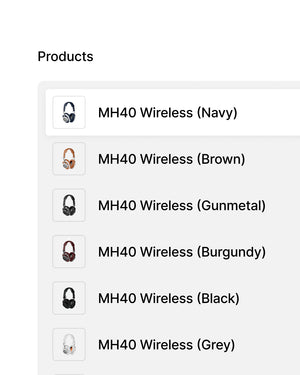 Products
MH40 Wireless (Navy)
MH40 Wireless (Brown)
MH40 Wireless (Gunmetal)
MH40 Wireless (Burgundy)
MH40 Wireless (Black)
MH40 Wireless (Grey)